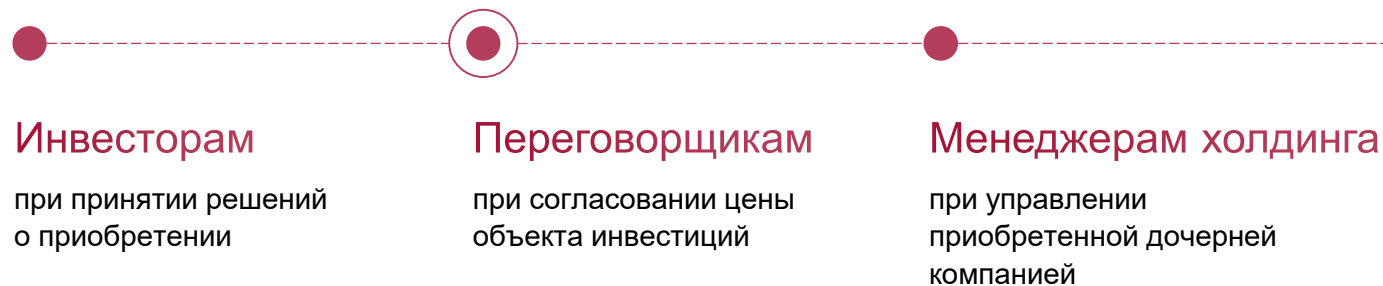 Инвесторам
при принятии решений
о приобретении
Переговорщикам
при согласовании цены
объекта инвестиций
Менеджерам холдинга
при управлении
приобретенной дочерней
компанией